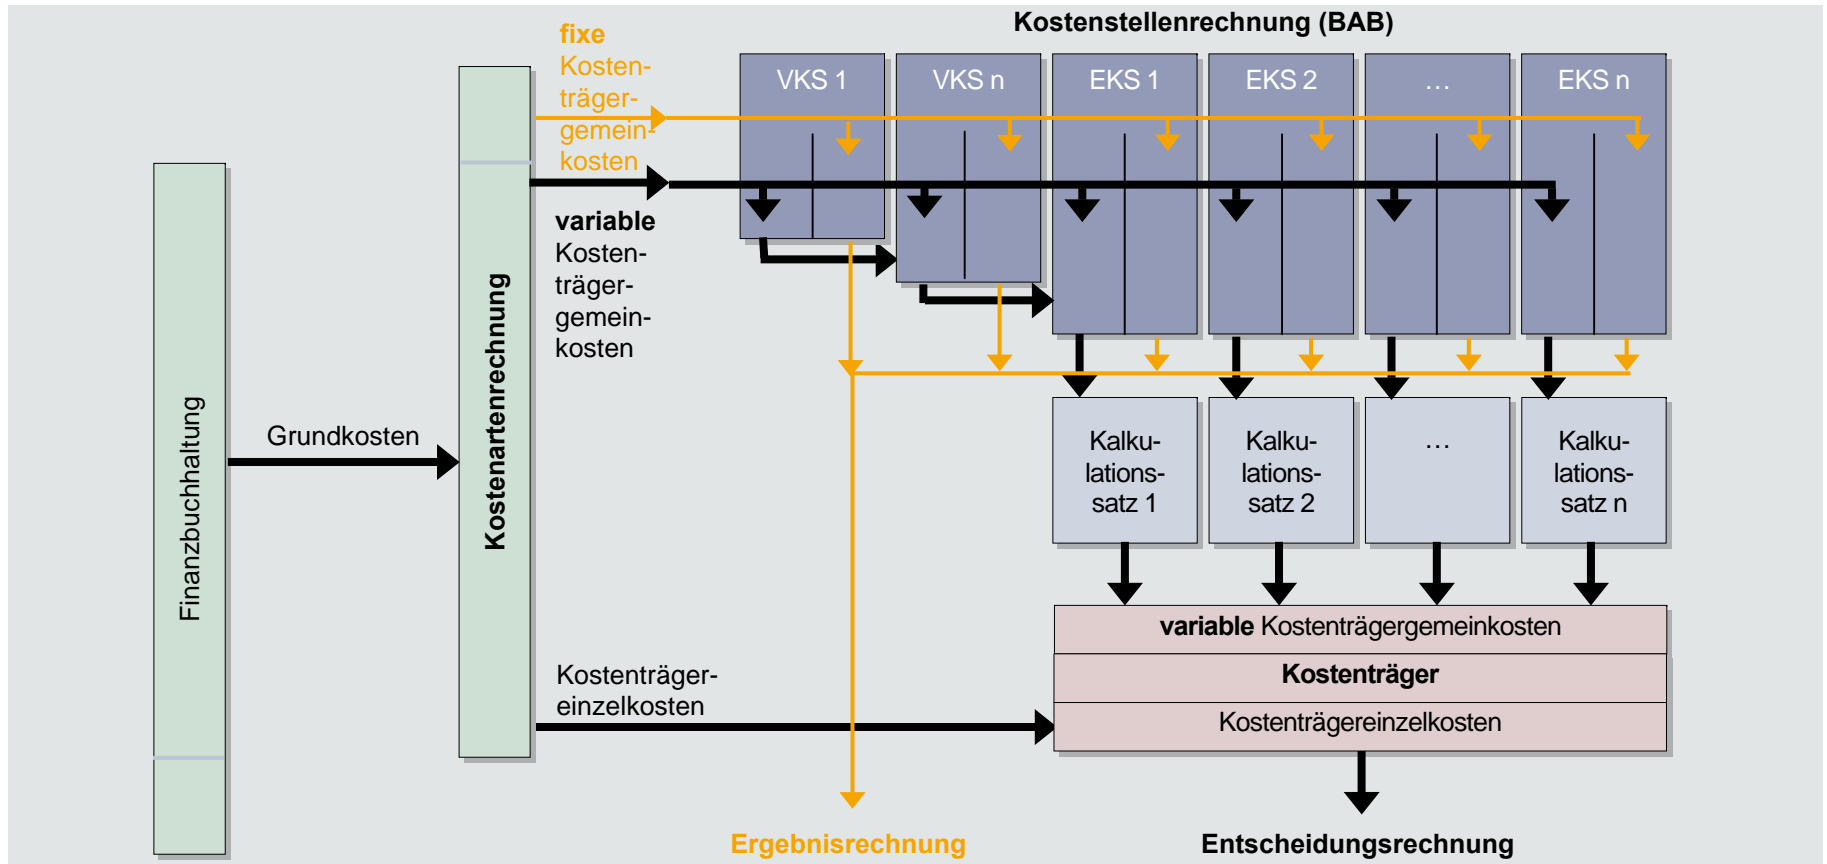 Kostenstellenrechnung (BAB)
fixe
Kosten-
träger-
gemein-
kosten
VKS 1
VKS n
EKS 1
EKS 2
…
EKS n
variable
Kosten-
träger-
gemein-
kosten
Finanzbuchhaltung
Grundkosten
Kostenartenrechnung
Kalku-
lations-
satz 1
Kalku-
lations-
satz 2
…
Kalku-
lations-
satz n
variable Kostenträgergemeinkosten
Kostenträger
Kostenträgereinzelkosten
Kostenträger-
einzelkosten
Ergebnisrechnung
Entscheidungsrechnung